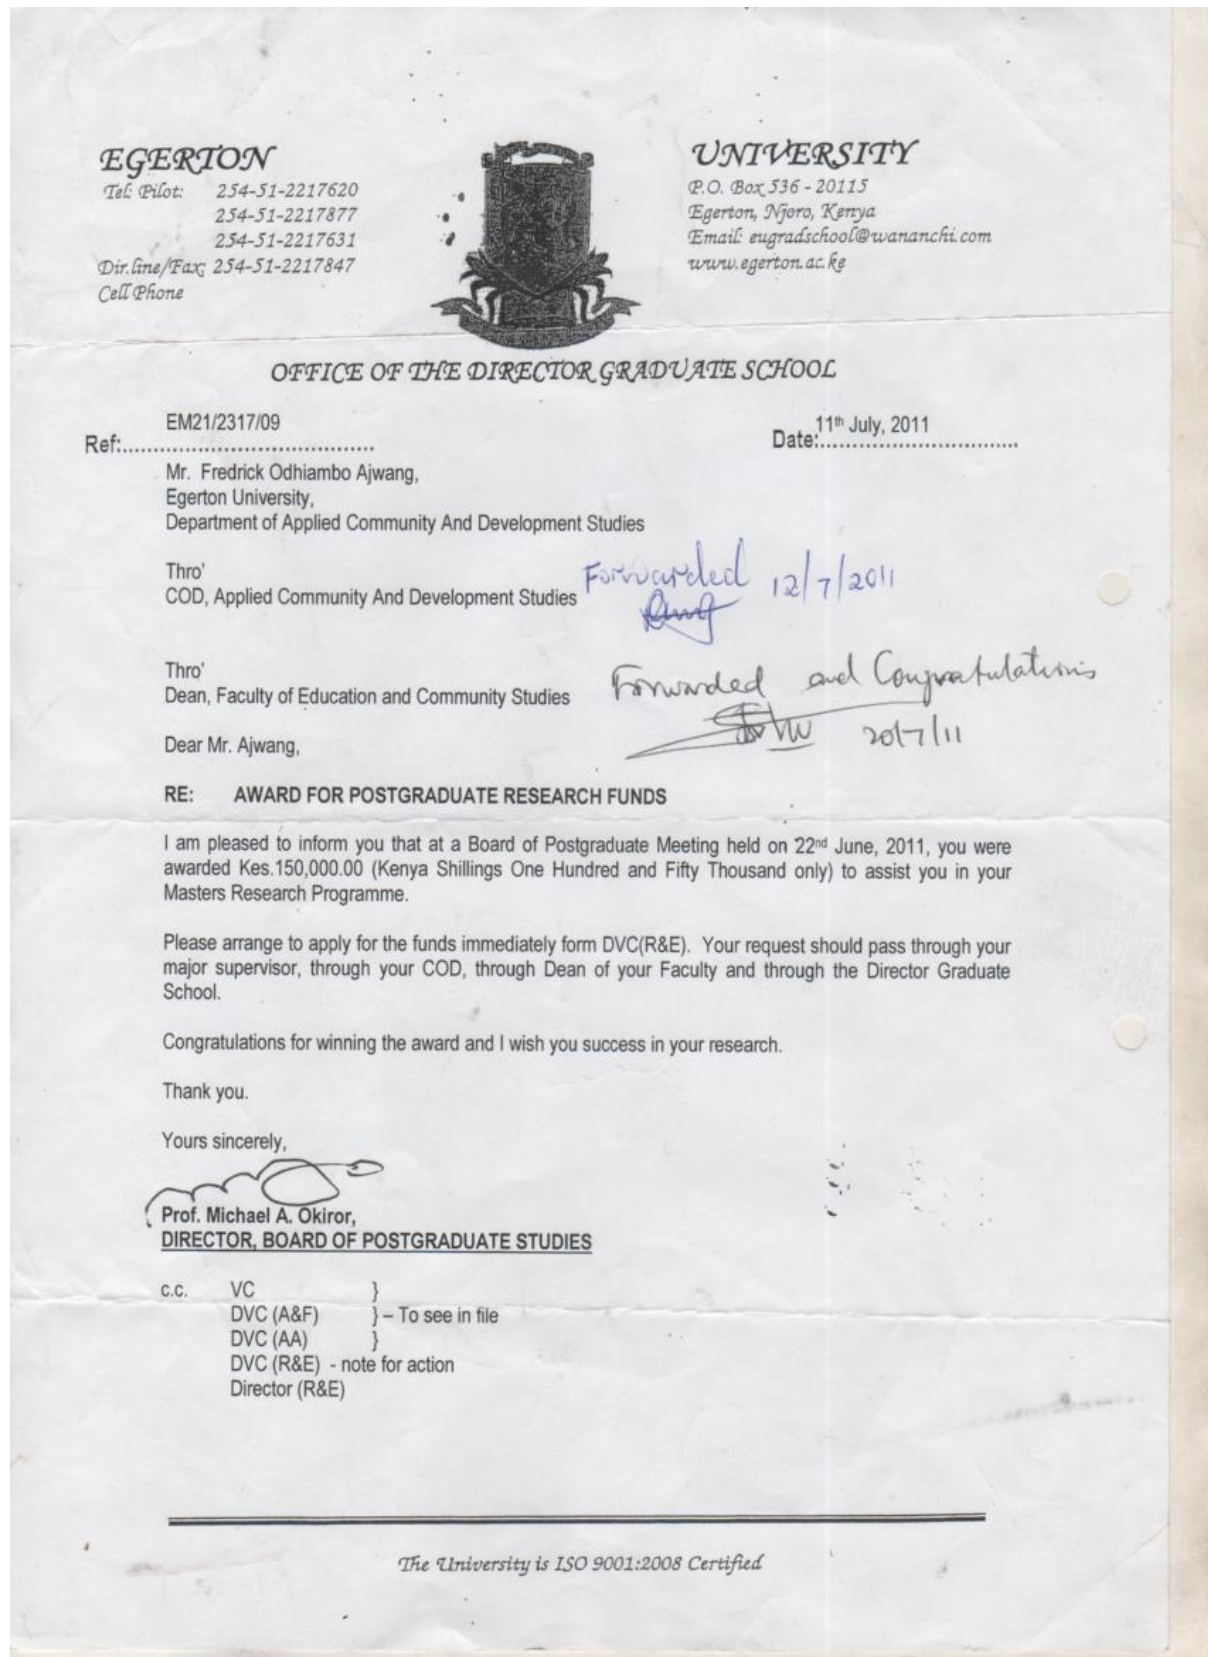 EGERTON
UNIVERSITY
Tel: Pilot: 254-51-2217620
254-51-2217877
254-51-2217631
Dir.line/Fax; 254-51-2217847
Cell Phone
P.O. Box 536 - 20115
Egerton, Njoro, Kenya
Email: eugradschool@wananchi.com
www.egerton.ac.ke
OFFICE OF THE DIRECTOR GRADUATE SCHOOL
Ref: EM21/2317/09
Date: 11th July, 2011
Mr. Fredrick Odhiambo Ajwang,
Egerton University,
Department of Applied Community And Development Studies
Thro'
COD, Applied Community And Development Studies
Forwarded 12/7/2011
Thro'
Dean, Faculty of Education and Community Studies
Forwarded and Congratulations
20/7/11
Dear Mr. Ajwang,
RE: AWARD FOR POSTGRADUATE RESEARCH FUNDS
I am pleased to inform you that at a Board of Postgraduate Meeting held on 22nd June, 2011, you were
awarded Kes.150,000.00 (Kenya Shillings One Hundred and Fifty Thousand only) to assist you in your
Masters Research Programme.
Please arrange to apply for the funds immediately form DVC(R&E). Your request should pass through your
major supervisor, through your COD, through Dean of your Faculty and through the Director Graduate
School.
Congratulations for winning the award and I wish you success in your research.
Thank you.
Yours sincerely,
Prof. Michael A. Okiror,
DIRECTOR, BOARD OF POSTGRADUATE STUDIES
c.c. VC }
DVC (A&F) } – To see in file
DVC (AA) }
DVC (R&E) - note for action
Director (R&E)
The University is ISO 9001:2008 Certified